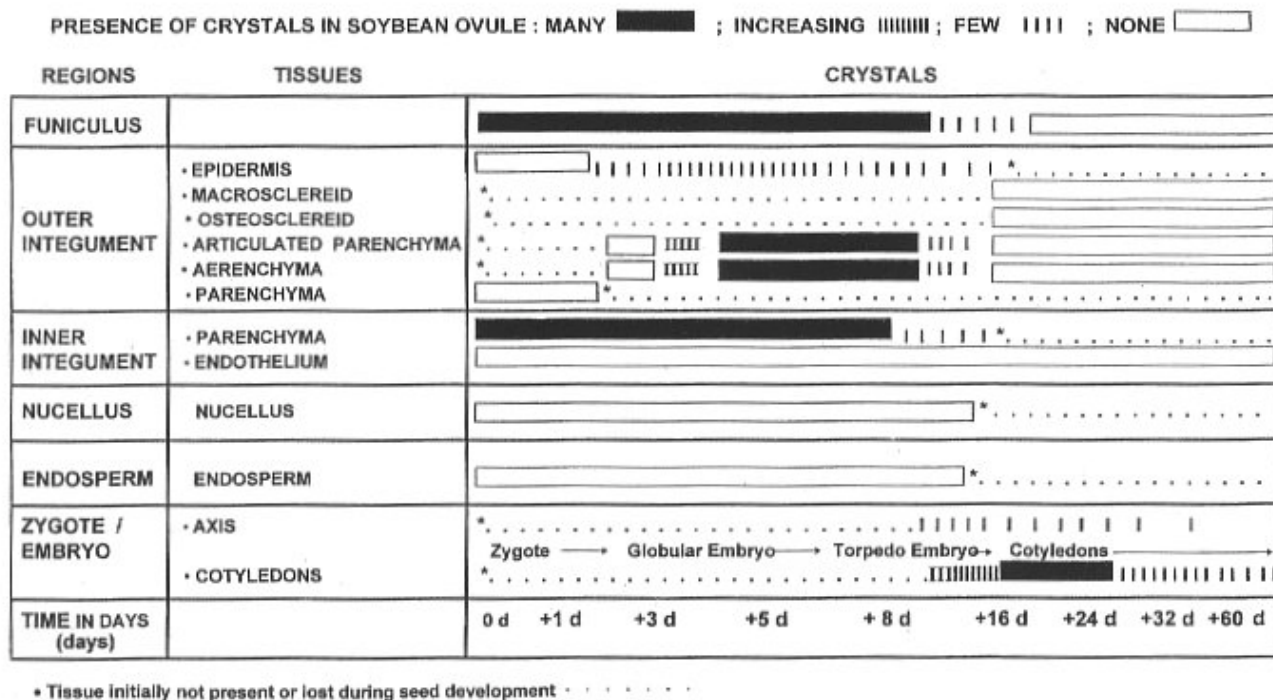 PRESENCE OF CRYSTALS IN SOYBEAN OVULE : MANY ; INCREASING ; FEW ; NONE
REGIONS TISSUES CRYSTALS
FUNICULUS
OUTER INTEGUMENT
• EPIDERMIS
• MACROSCLEREID
• OSTEOSCLEREID
• ARTICULATED PARENCHYMA
• AERENCHYMA
• PARENCHYMA
INNER INTEGUMENT
• PARENCHYMA
• ENDOTHELIUM
NUCELLUS NUCELLUS
ENDOSPERM ENDOSPERM
ZYGOTE / EMBRYO
• AXIS
Zygote → Globular Embryo → Torpedo Embryo → Cotyledons →
• COTYLEDONS
TIME IN DAYS (days) 0 d +1 d +3 d +5 d + 8 d +16 d +24 d +32 d +60 d
• Tissue initially not present or lost during seed development . . . . . . .